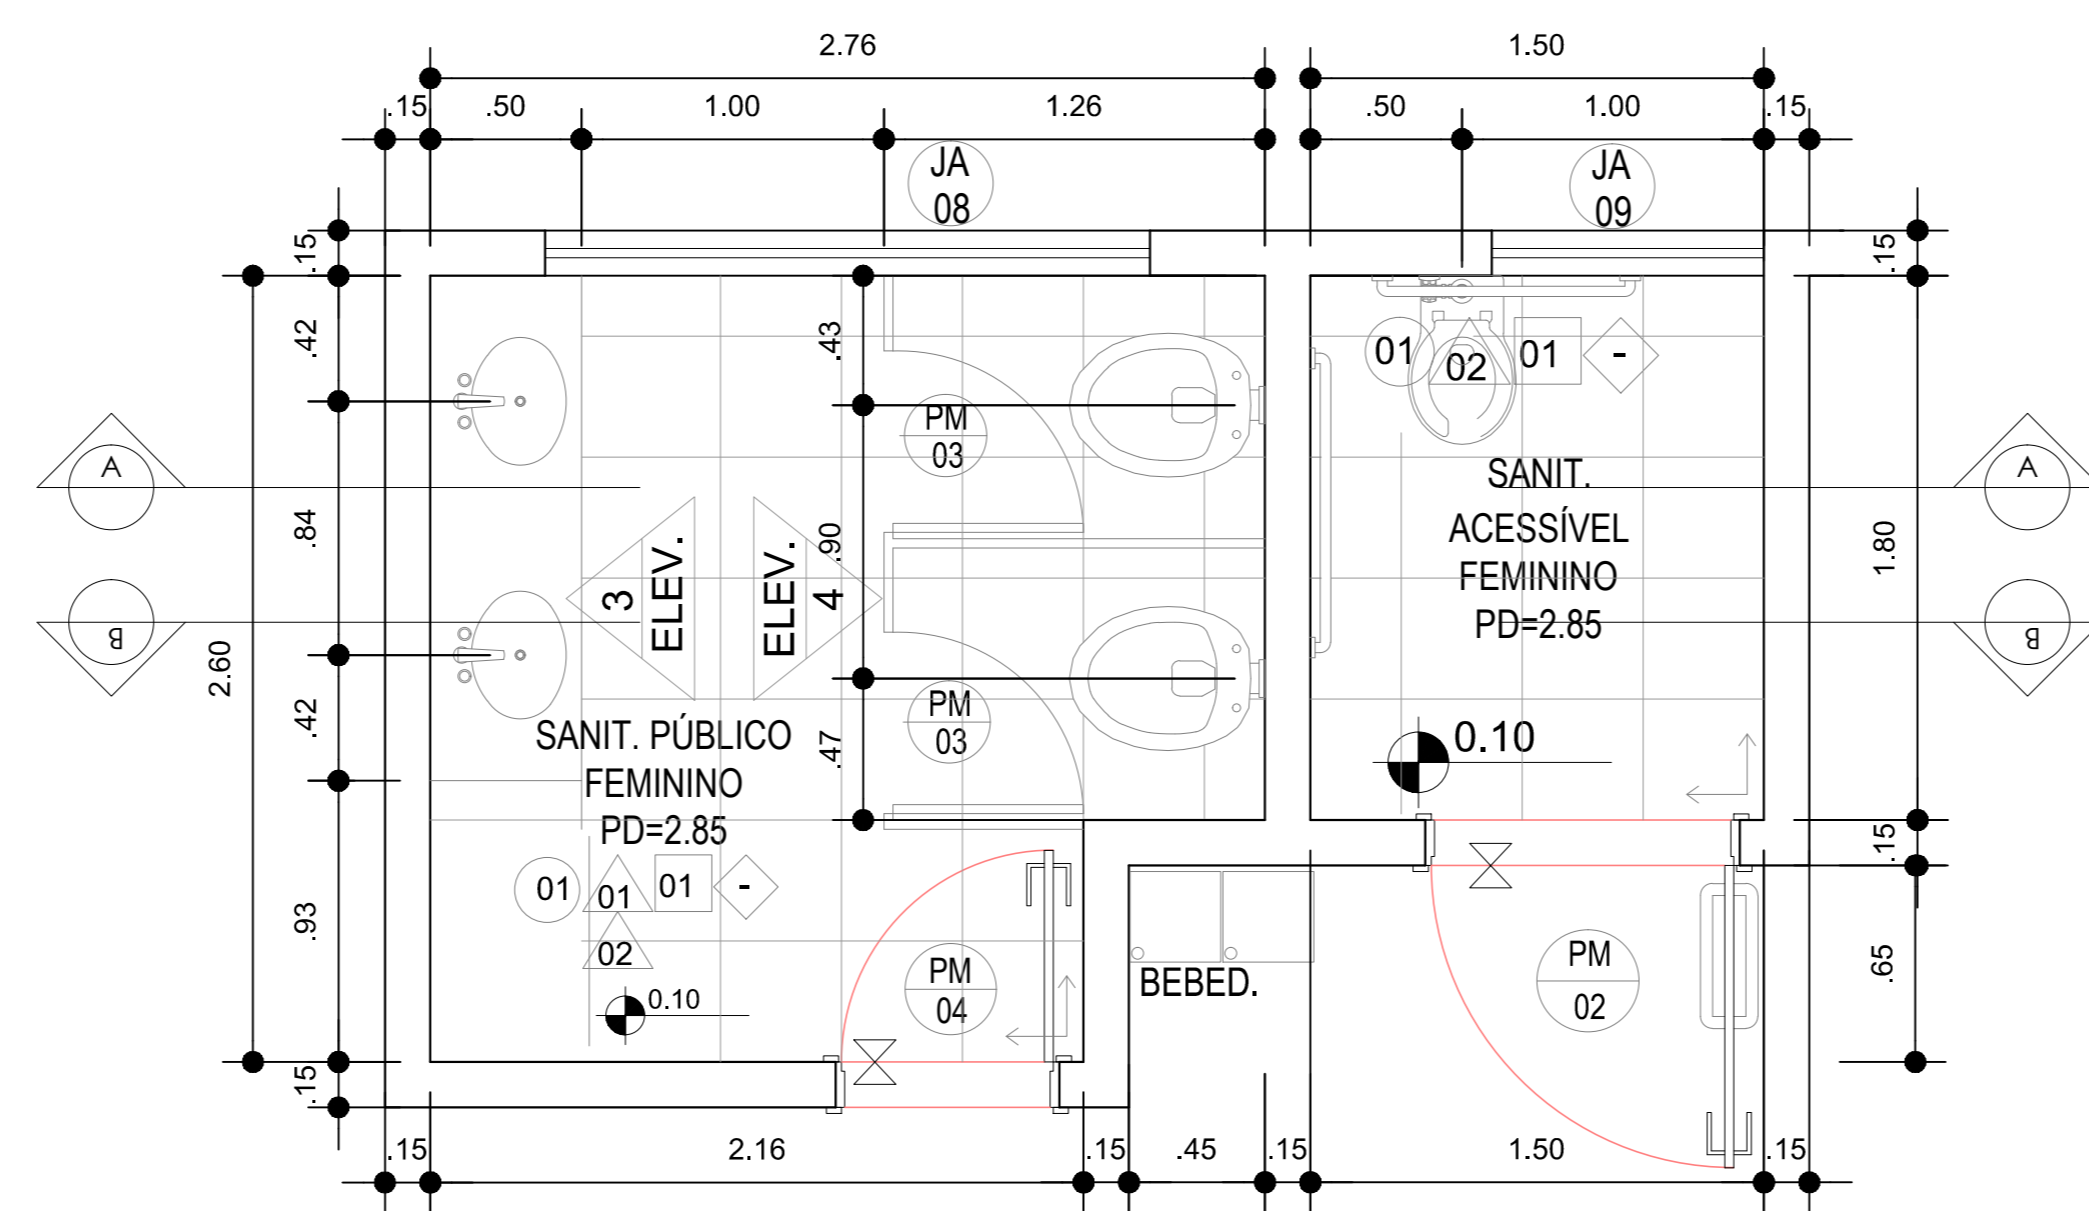 2.76
1.50
.15
.50
1.00
1.26
.50
1.00
.15
JA
08
JA
09
.15
.15
.42
.43
01
02
01
-
PM
03
A
SANIT.
A
ACESSÍVEL
FEMININO
PD=2.85
.84
.90
3
ELEV.
ELEV.
4
1.80
B
B
2.60
.42
.47
PM
03
SANIT. PÚBLICO
FEMININO
PD=2.85
0.10
.15
01
01
01
-
02
.93
PM
04
BEBED.
PM
02
.65
0.10
.15
.15
2.16
.15
.45
.15
1.50
.15